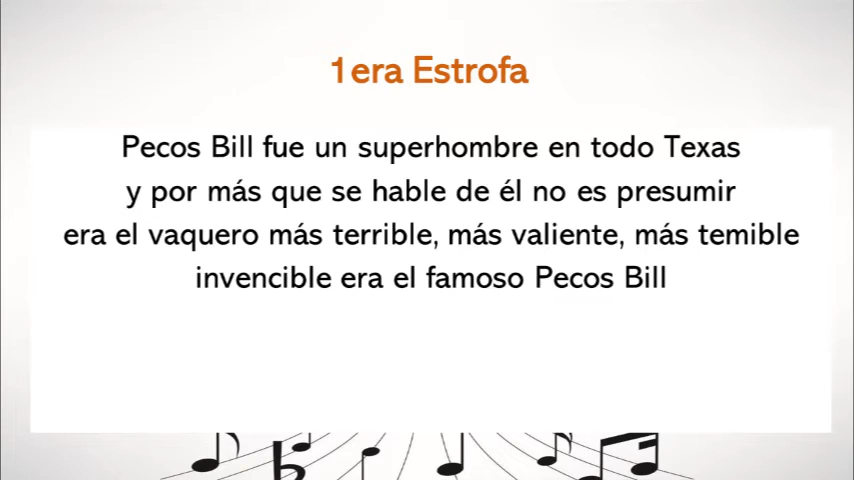 1era Estrofa
Pecos Bill fue un superhombre en todo Texas
y por más que se hable de él no es presumir
era el vaquero más terrible, más valiente, más temible
invencible era el famoso Pecos Bill